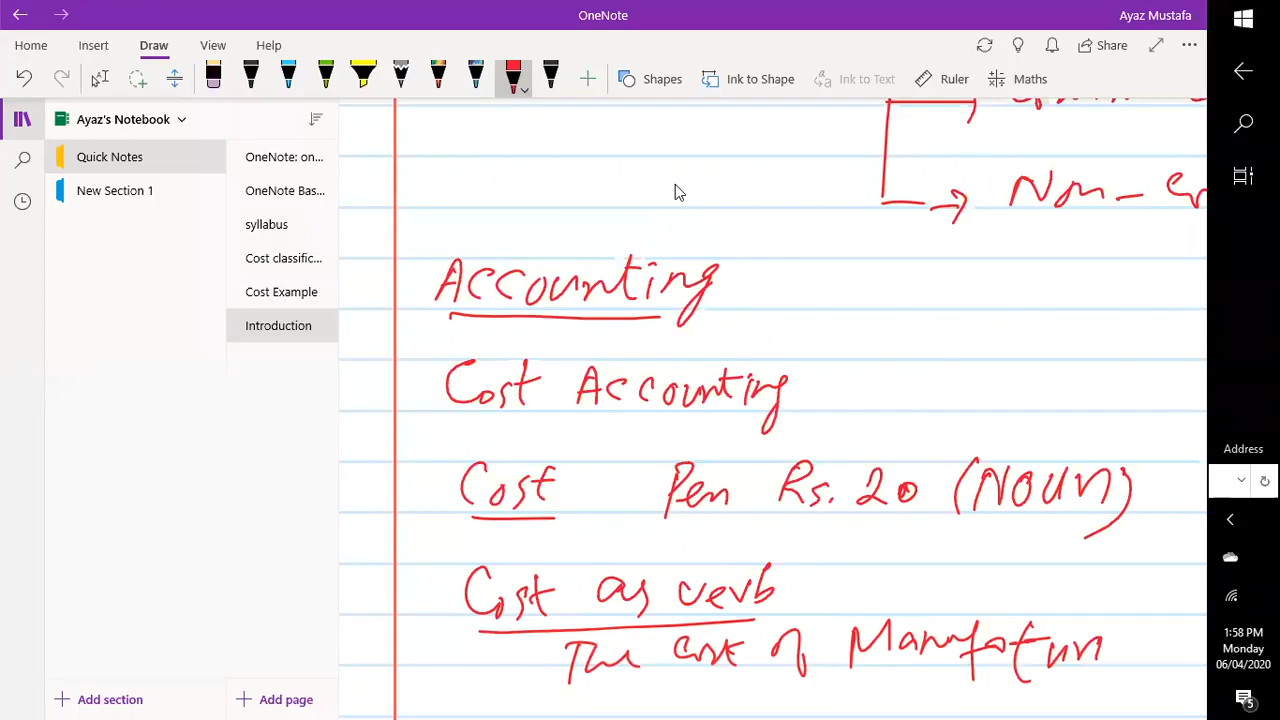 OneNote
Ayaz Mustafa
Home Insert Draw View Help
Share
Shapes Ink to Shape Ink to Text Ruler Maths
Ayaz's Notebook
Quick Notes
New Section 1
OneNote: on...
OneNote Bas...
syllabus
Cost classific...
Cost Example
Introduction
Non-
Accounting
Cost Accounting
Cost Pen Rs. 20 (NOUN)
Cost as verb
The cost of
Add section
Add page
Address
1:58 PM
Monday
06/04/2020
5